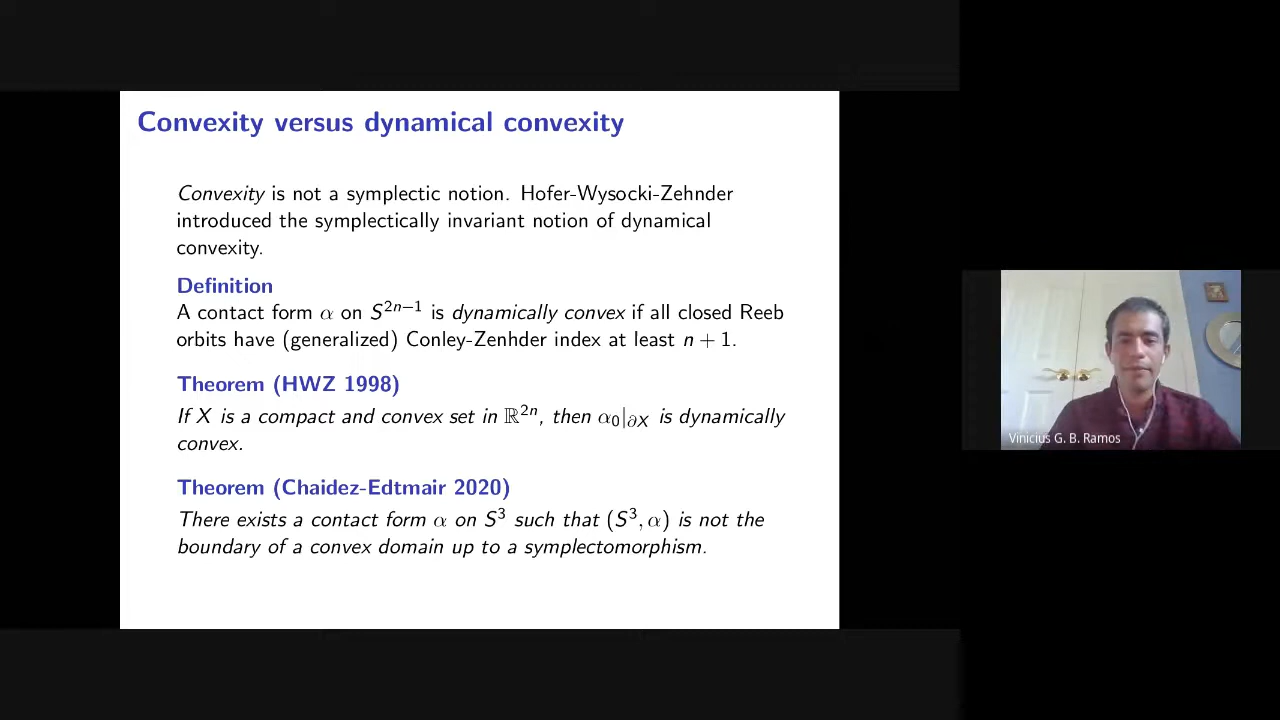 Convexity versus dynamical convexity
Convexity is not a symplectic notion. Hofer-Wysocki-Zehnder
introduced the symplectically invariant notion of dynamical
convexity.
Definition
A contact form α on S²ⁿ⁻¹ is dynamically convex if all closed Reeb
orbits have (generalized) Conley-Zenhder index at least n + 1.
Theorem (HWZ 1998)
If X is a compact and convex set in ℝ²ⁿ, then α₀|∂X is dynamically
convex.
Theorem (Chaidez-Edtmair 2020)
There exists a contact form α on S³ such that (S³, α) is not the
boundary of a convex domain up to a symplectomorphism.
Vinicius G. B. Ramos